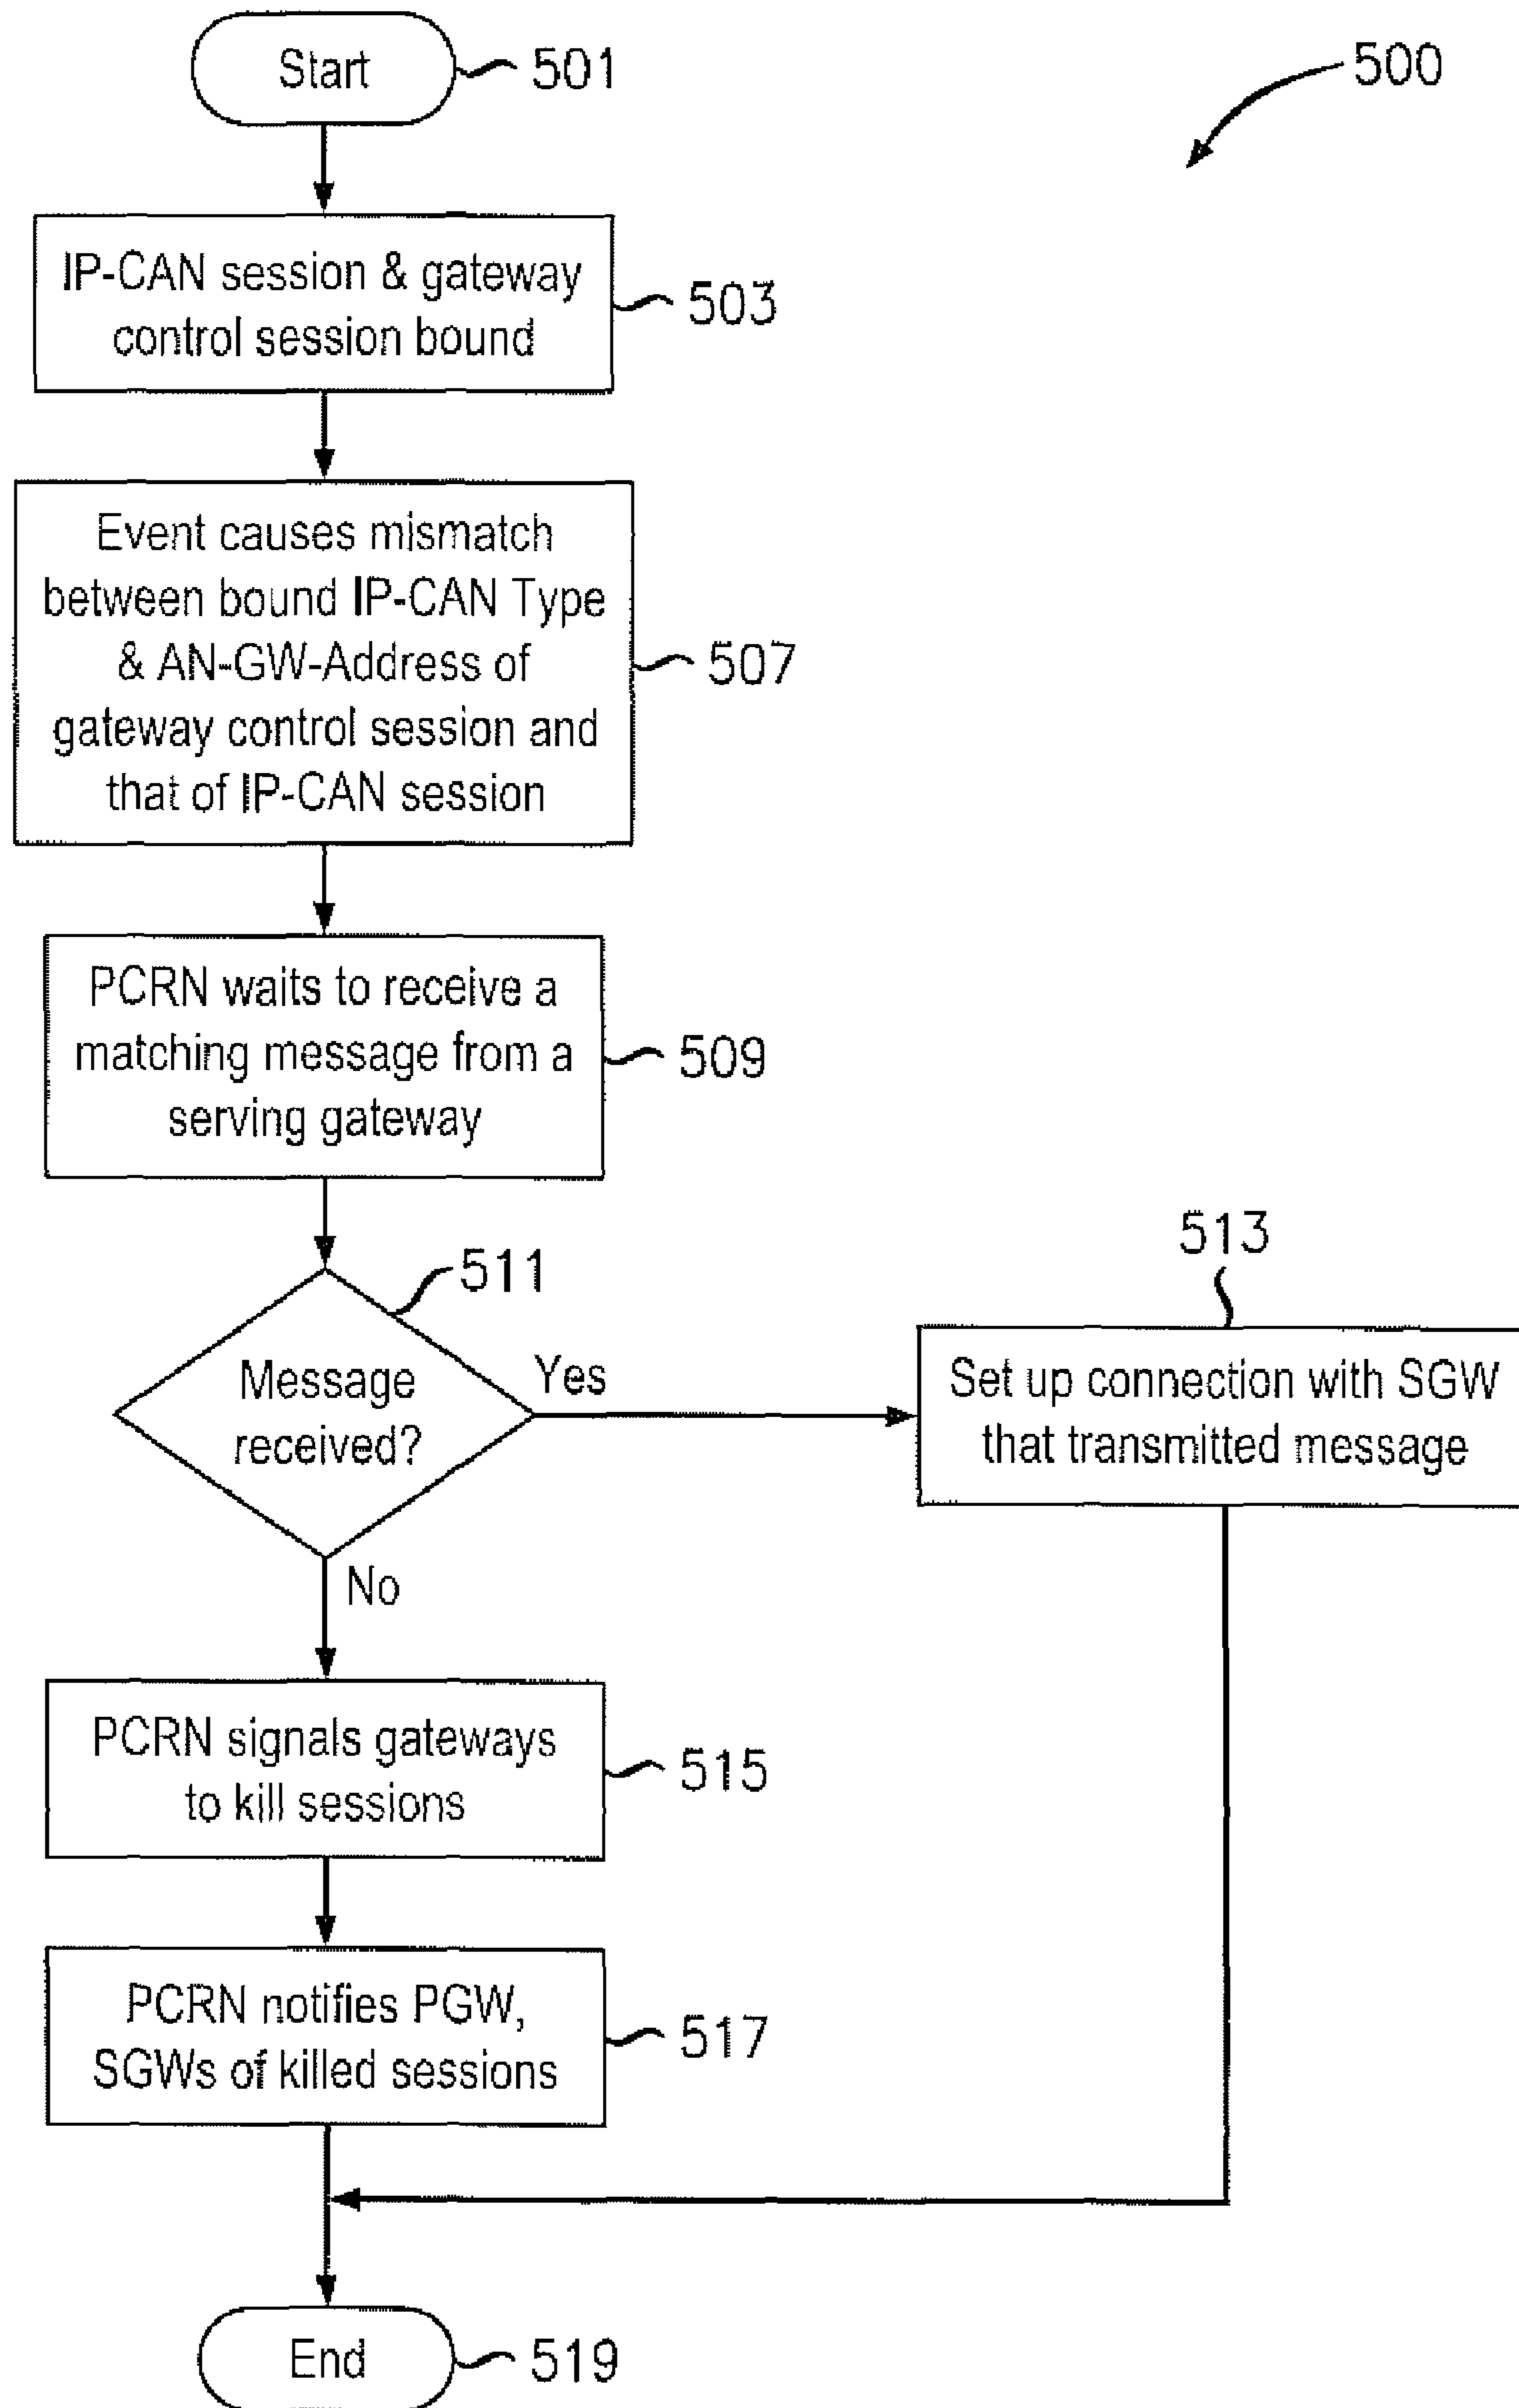 Start
501
500
IP-CAN session & gateway
control session bound
503
Event causes mismatch
between bound IP-CAN Type
& AN-GW-Address of
gateway control session and
that of IP-CAN session
507
PCRN waits to receive a
matching message from a
serving gateway
509
511
Message
received?
Yes
No
513
Set up connection with SGW
that transmitted message
PCRN signals gateways
to kill sessions
515
PCRN notifies PGW,
SGWs of killed sessions
517
End
519